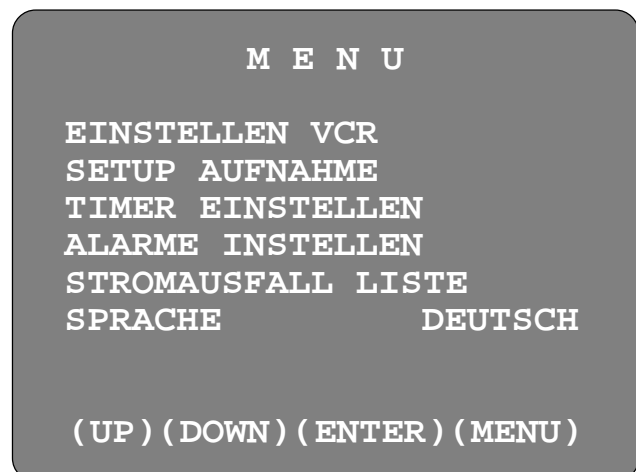 M E N U
EINSTELLEN VCR
SETUP AUFNAHME
TIMER EINSTELLEN
ALARME INSTELLEN
STROMAUSFALL LISTE
SPRACHE DEUTSCH
(UP)(DOWN)(ENTER)(MENU)